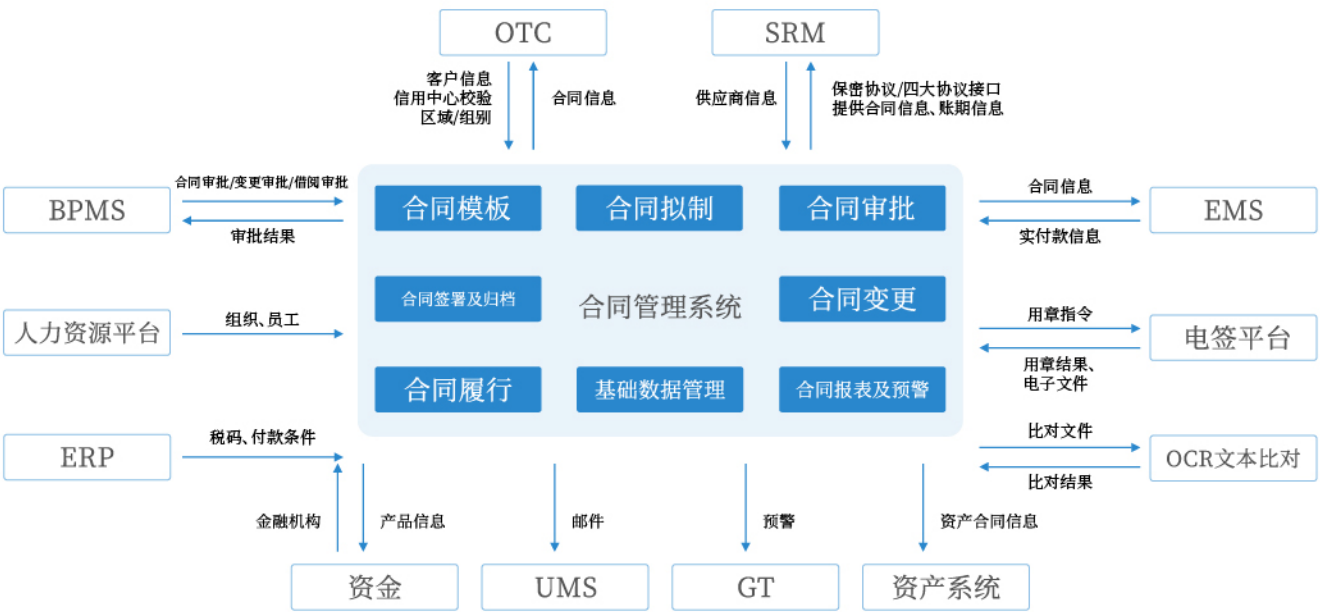 OTC
SRM
客户信息
信用中心校验
区域/组别
合同信息
供应商信息
保密协议/四大协议接口
提供合同信息、账期信息
BPMS
合同审批/变更审批/借阅审批
审批结果
合同模板
合同拟制
合同审批
合同信息
实付款信息
EMS
人力资源平台
组织、员工
合同签署及归档
合同管理系统
合同变更
用章指令
用章结果、
电子文件
电签平台
合同履行
基础数据管理
合同报表及预警
ERP
税码、付款条件
比对文件
比对结果
OCR文本比对
金融机构
产品信息
邮件
预警
资产合同信息
资金
UMS
GT
资产系统